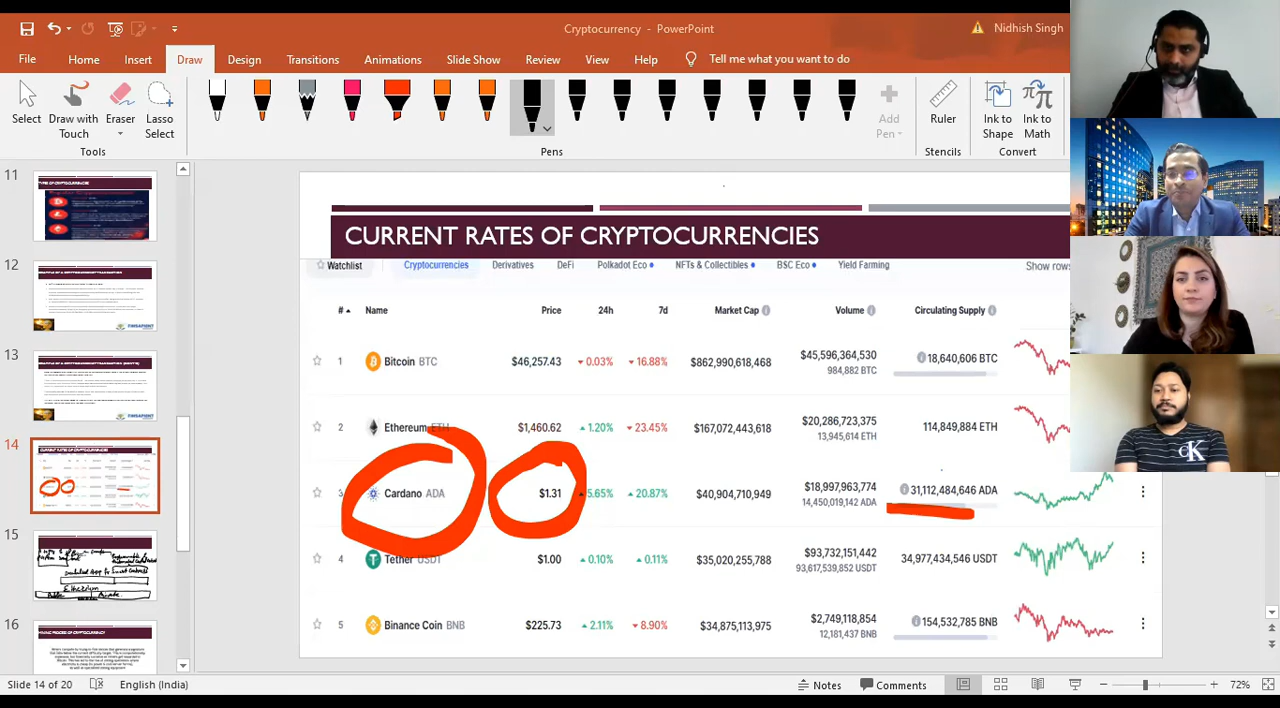 Cryptocurrency - PowerPoint
Nidhish Singh
File Home Insert Draw Design Transitions Animations Slide Show Review View Help Tell me what you want to do
Select
Draw with Touch
Eraser
Lasso Select
Add Pen
Ruler
Ink to Shape
Ink to Math
Tools Pens Stencils Convert
11
12
13
14
15
16
CURRENT RATES OF CRYPTOCURRENCIES
Watchlist Cryptocurrencies Derivatives DeFi Polkadot Eco NFTs & Collectibles BSC Eco Yield Farming Show rows
# Name Price 24h 7d Market Cap Volume Circulating Supply
1 Bitcoin BTC $46,257.43 0.03% 16.88% $862,990,618,468 $45,596,364,530 18,640,606 BTC
984,882 BTC
2 Ethereum ETH $1,460.62 1.20% 23.45% $167,072,443,618 $20,286,723,375 114,849,884 ETH
13,945,614 ETH
3 Cardano ADA $1.31 5.65% 20.87% $40,904,710,949 $18,997,963,774 31,112,484,646 ADA
14,450,019,142 ADA
4 Tether USDT $1.00 0.10% 0.11% $35,020,255,788 $93,732,151,442 34,977,434,546 USDT
93,617,539,852 USDT
5 Binance Coin BNB $225.73 2.11% 8.90% $34,875,113,975 $2,749,118,854 154,532,785 BNB
12,181,437 BNB
CK
Slide 14 of 20 English (India) Notes Comments 72%